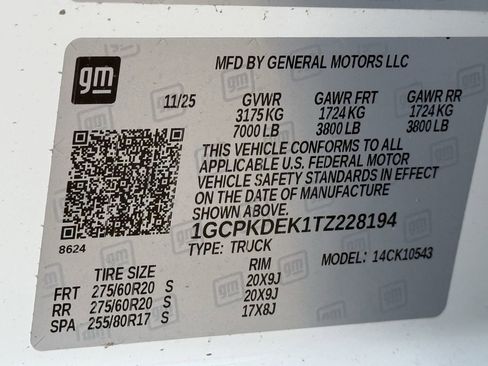 gm
MFD BY GENERAL MOTORS LLC
11/25 GVWR GAWR FRT GAWR RR
3175 KG 1724 KG 1724 KG
7000 LB 3800 LB 3800 LB
THIS VEHICLE CONFORMS TO ALL
APPLICABLE U.S. FEDERAL MOTOR
VEHICLE SAFETY STANDARDS IN EFFECT
ON THE DATE OF MANUFACTURE
SHOWN ABOVE.
1GCPKDEK1TZ228194
8624
TYPE: TRUCK MODEL: 14CK10543
TIRE SIZE RIM
FRT 275/60R20 S 20X9J
RR 275/60R20 S 20X9J
SPA 255/80R17 S 17X8J